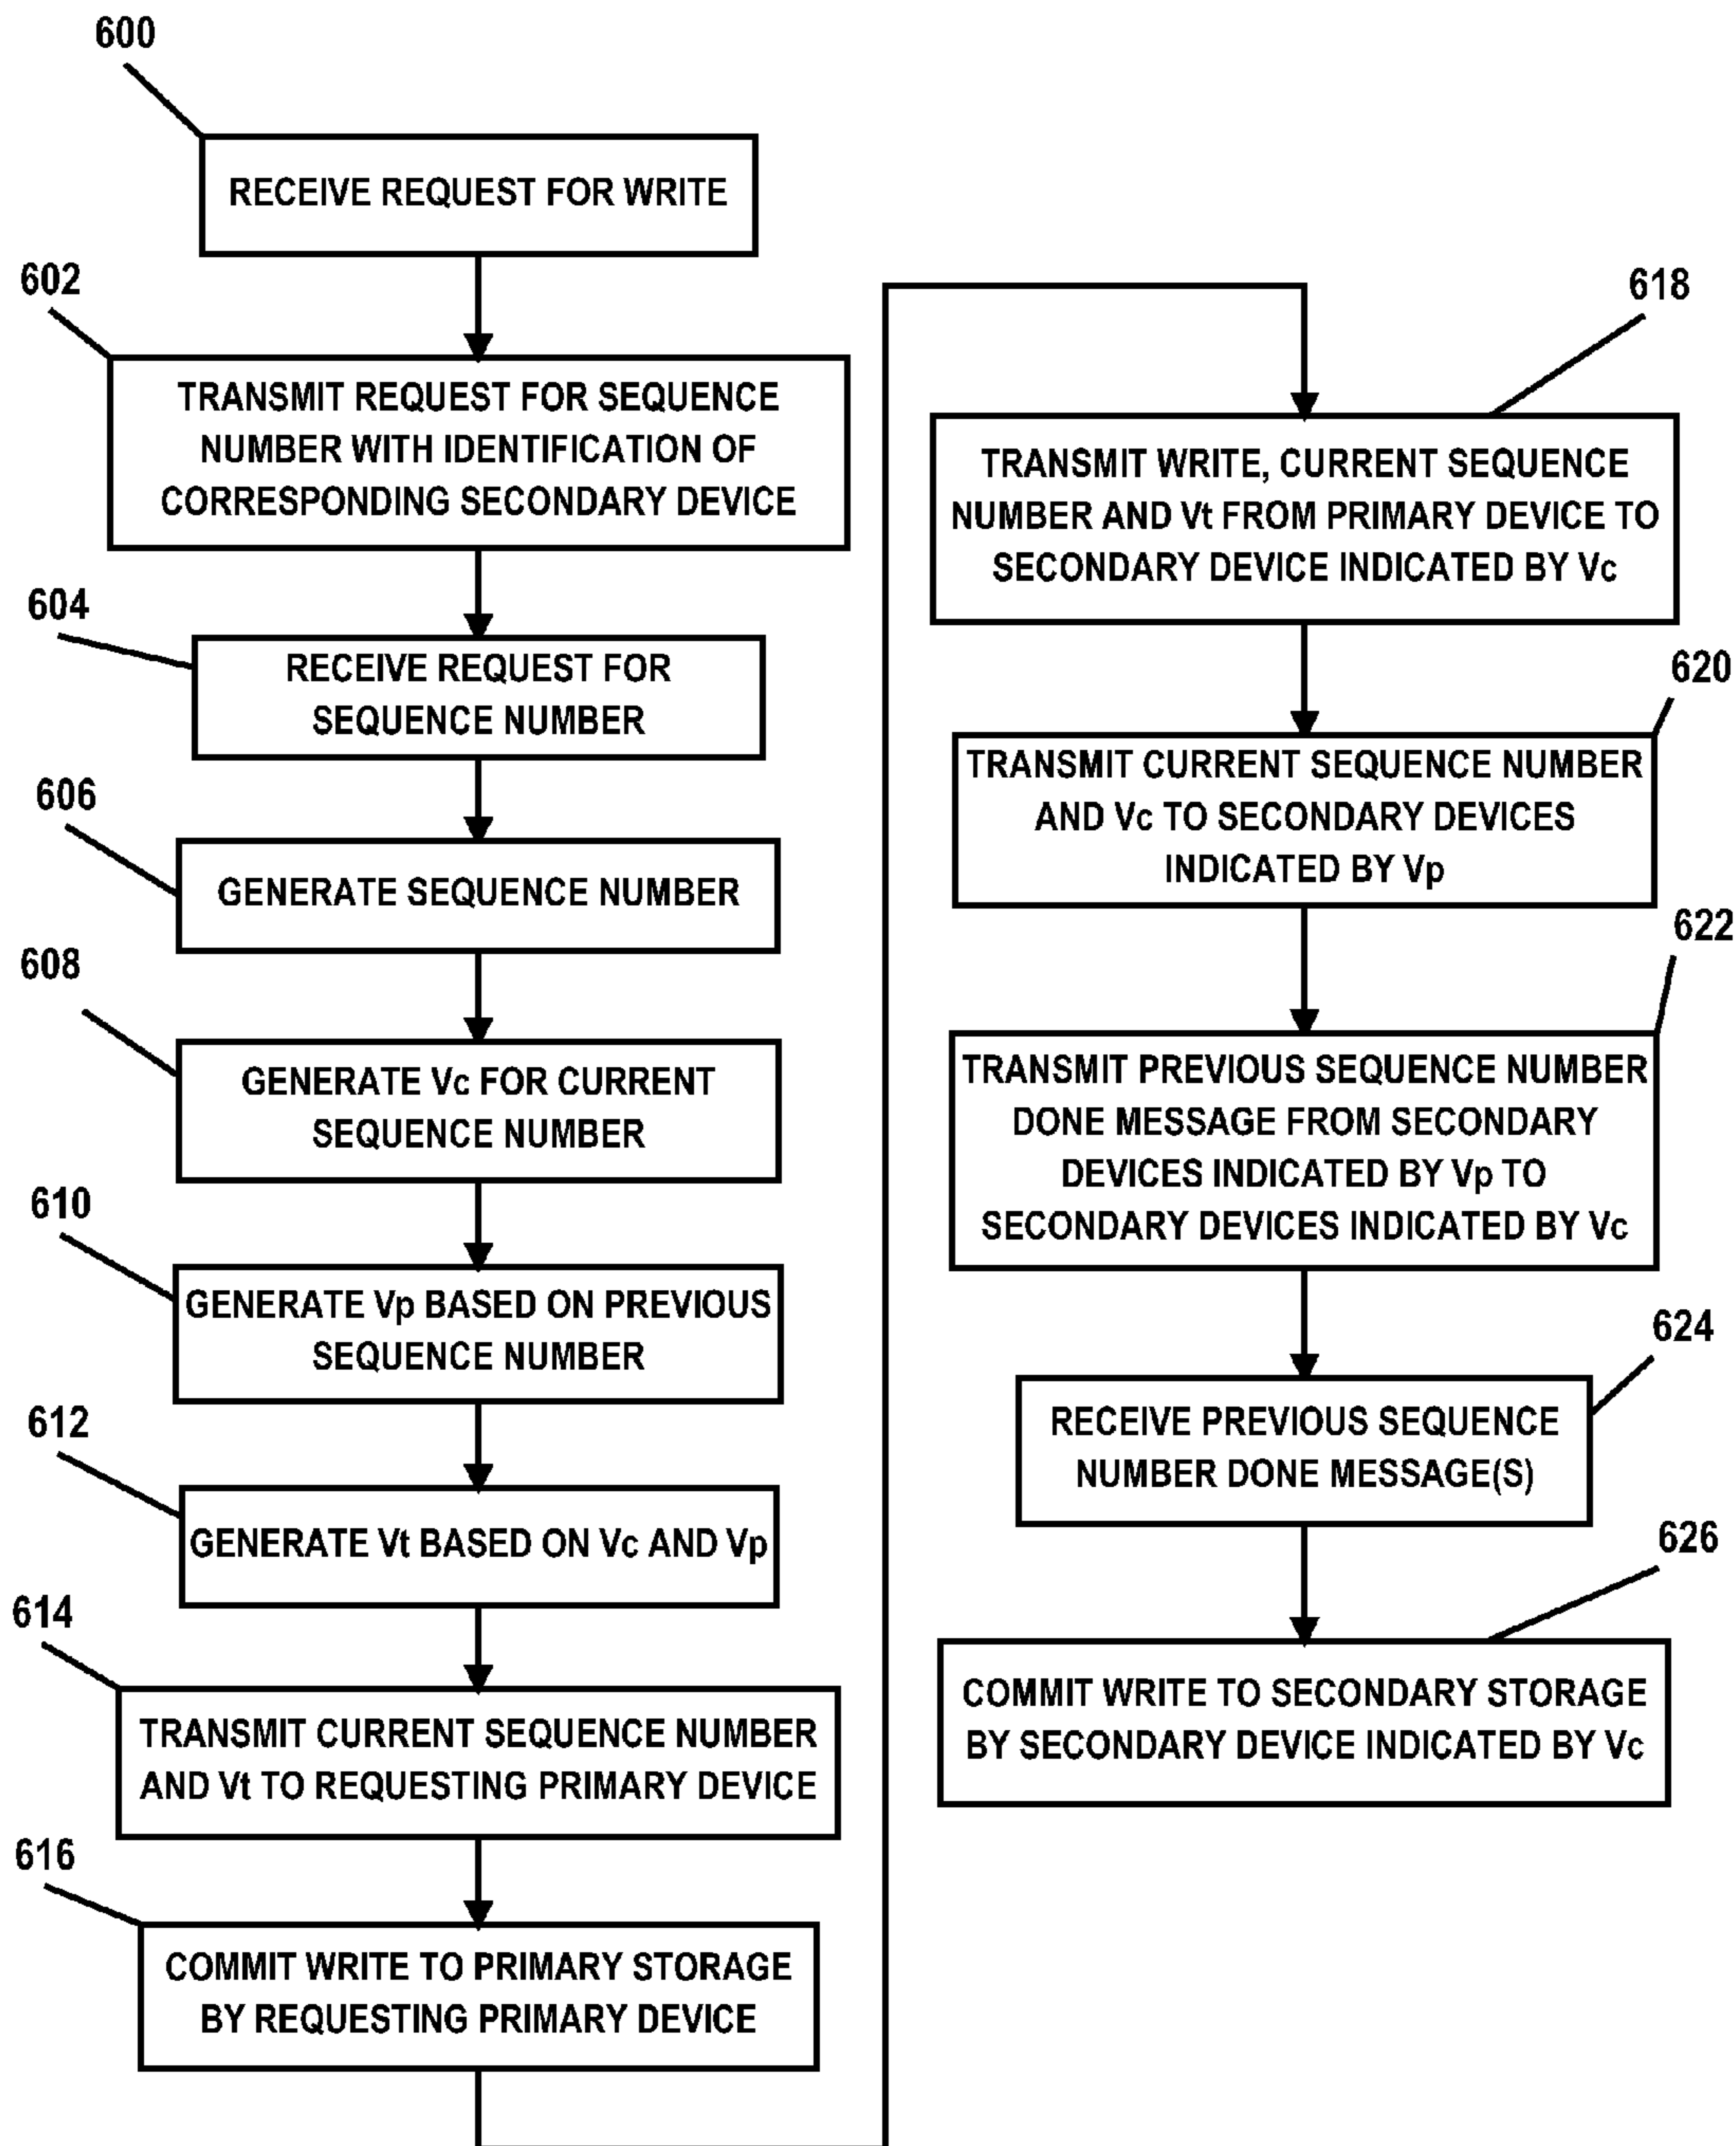 600
RECEIVE REQUEST FOR WRITE
602
TRANSMIT REQUEST FOR SEQUENCE
NUMBER WITH IDENTIFICATION OF
CORRESPONDING SECONDARY DEVICE
604
RECEIVE REQUEST FOR
SEQUENCE NUMBER
606
GENERATE SEQUENCE NUMBER
608
GENERATE Vc FOR CURRENT
SEQUENCE NUMBER
610
GENERATE Vp BASED ON PREVIOUS
SEQUENCE NUMBER
612
GENERATE Vt BASED ON Vc AND Vp
614
TRANSMIT CURRENT SEQUENCE NUMBER
AND Vt TO REQUESTING PRIMARY DEVICE
616
COMMIT WRITE TO PRIMARY STORAGE
BY REQUESTING PRIMARY DEVICE
618
TRANSMIT WRITE, CURRENT SEQUENCE
NUMBER AND Vt FROM PRIMARY DEVICE TO
SECONDARY DEVICE INDICATED BY Vc
620
TRANSMIT CURRENT SEQUENCE NUMBER
AND Vc TO SECONDARY DEVICES
INDICATED BY Vp
622
TRANSMIT PREVIOUS SEQUENCE NUMBER
DONE MESSAGE FROM SECONDARY
DEVICES INDICATED BY Vp TO
SECONDARY DEVICES INDICATED BY Vc
624
RECEIVE PREVIOUS SEQUENCE
NUMBER DONE MESSAGE(S)
626
COMMIT WRITE TO SECONDARY STORAGE
BY SECONDARY DEVICE INDICATED BY Vc